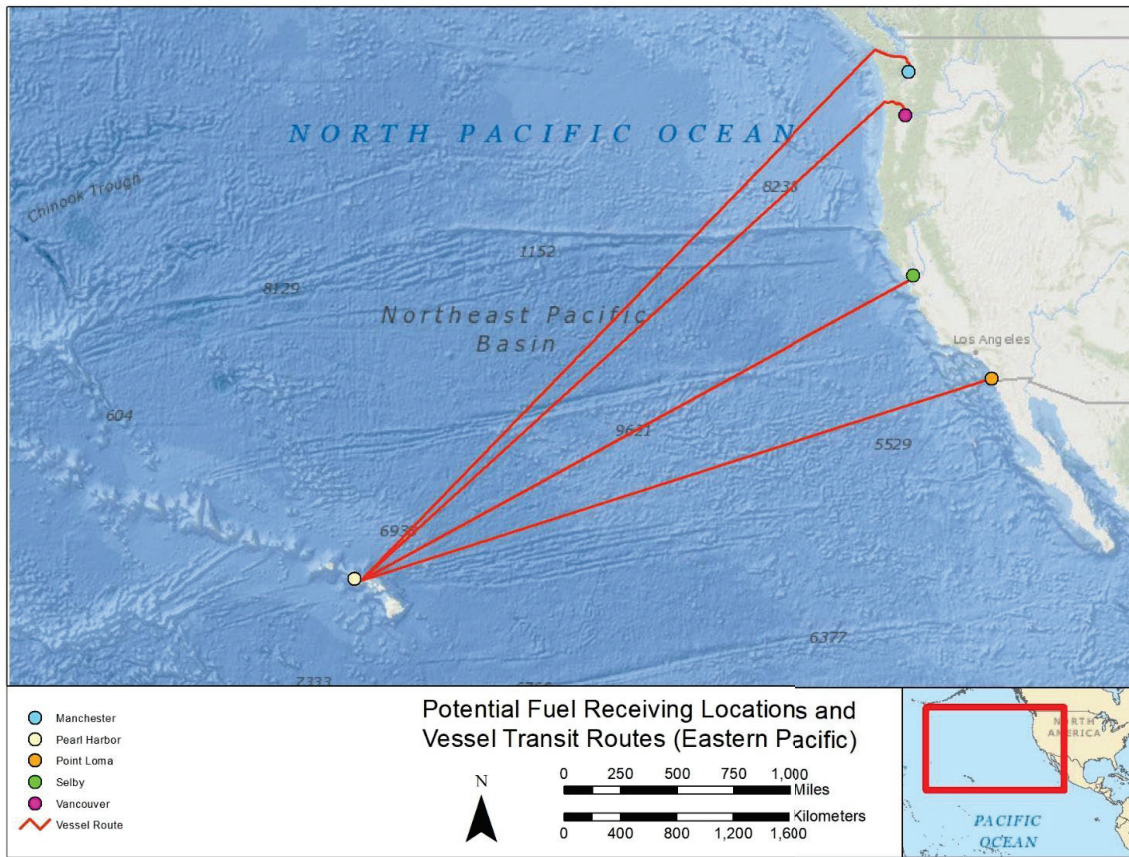 NORTH PACIFIC OCEAN
Chinook Trough
1152
8129
Northeast Pacific
Basin
Los Angeles
604
9621
5529
6377
Manchester
Pearl Harbor
Point Loma
Selby
Vancouver
Vessel Route
Potential Fuel Receiving Locations and
Vessel Transit Routes (Eastern Pacific)
N
0 250 500 750 1,000
Miles
Kilometers
0 400 800 1,200 1,600
NORTH
AMERICA
PACIFIC
OCEAN